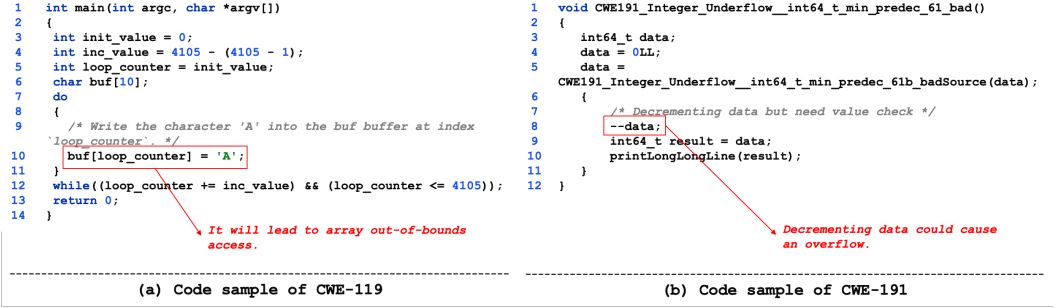 1 int main(int argc, char *argv[])
2 {
3 int init_value = 0;
4 int inc_value = 4105 - (4105 - 1);
5 int loop_counter = init_value;
6 char buf[10];
7 do
8 {
9 /* Write the character 'A' into the buf buffer at index
`loop_counter`. */
10 buf[loop_counter] = 'A';
11 }
12 while((loop_counter += inc_value) && (loop_counter <= 4105));
13 return 0;
14 }
It will lead to array out-of-bounds
access.
(a) Code sample of CWE-119
1 void CWE191_Integer_Underflow__int64_t_min_predec_61_bad()
2 {
3 int64_t data;
4 data = 0LL;
5 data =
CWE191_Integer_Underflow__int64_t_min_predec_61b_badSource(data);
6 {
7 /* Decrementing data but need value check */
8 --data;
9 int64_t result = data;
10 printLongLongLine(result);
11 }
12 }
Decrementing data could cause
an overflow.
(b) Code sample of CWE-191